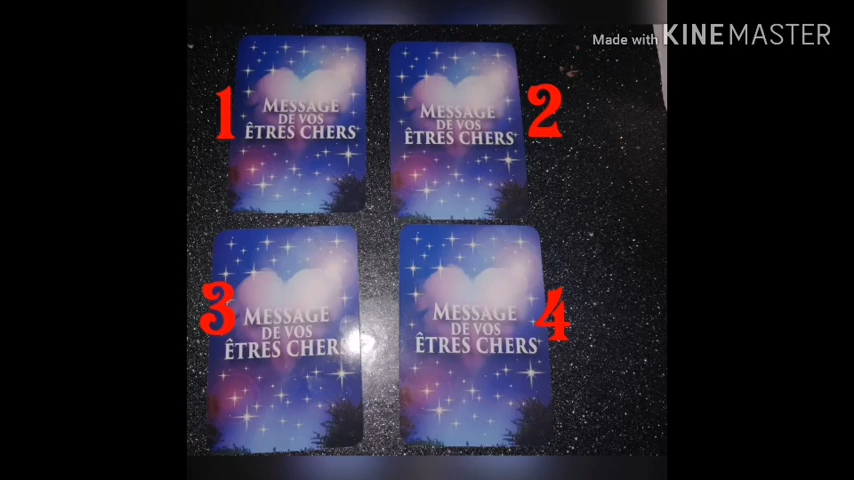 Made with KINEMASTER
1
MESSAGE
DE VOS
ÊTRES CHERS
2
MESSAGE
DE VOS
ÊTRES CHERS
3
MESSAGE
DE VOS
ÊTRES CHERS
4
MESSAGE
DE VOS
ÊTRES CHERS